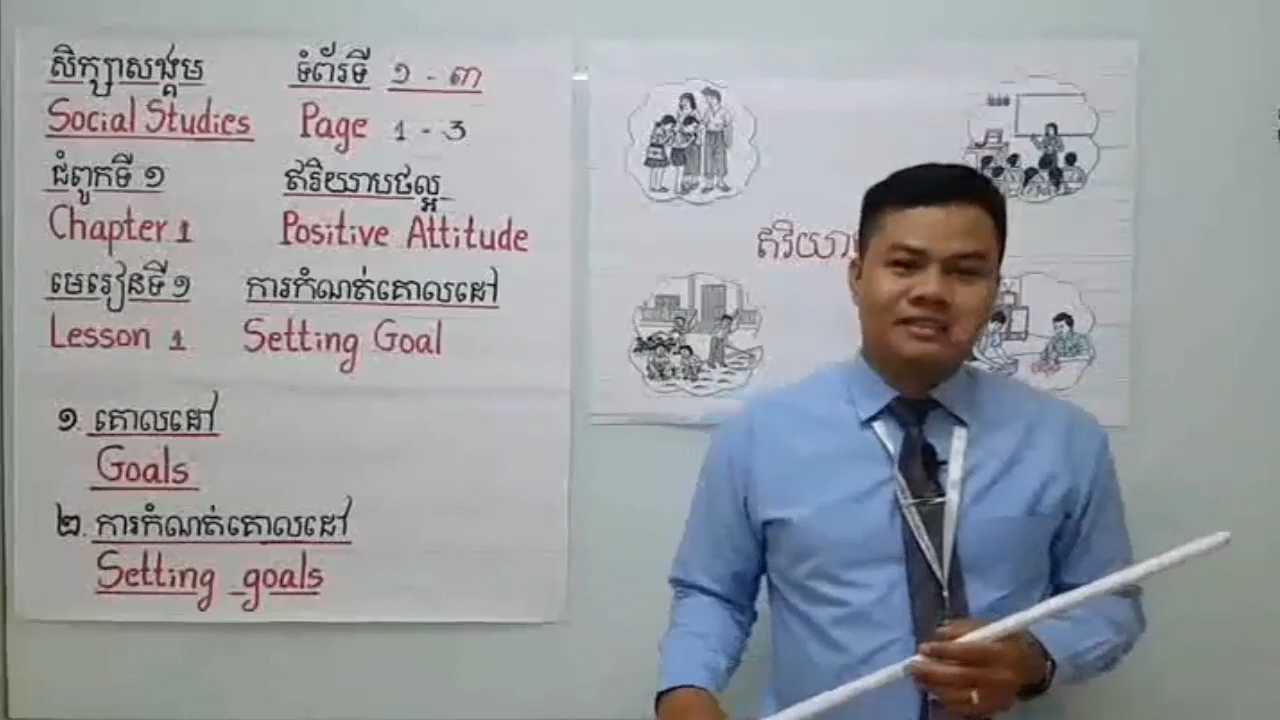 សិក្សាសង្គម ទំព័រទី ១ - ៣
Social Studies Page 1 - 3
ជំពូកទី ១ ឥរិយាបថល្អ
Chapter 1 Positive Attitude
មេរៀនទី ១ ការកំណត់គោលដៅ
Lesson 1 Setting Goal
១. គោលដៅ
Goals
២. ការកំណត់គោលដៅ
Setting goals